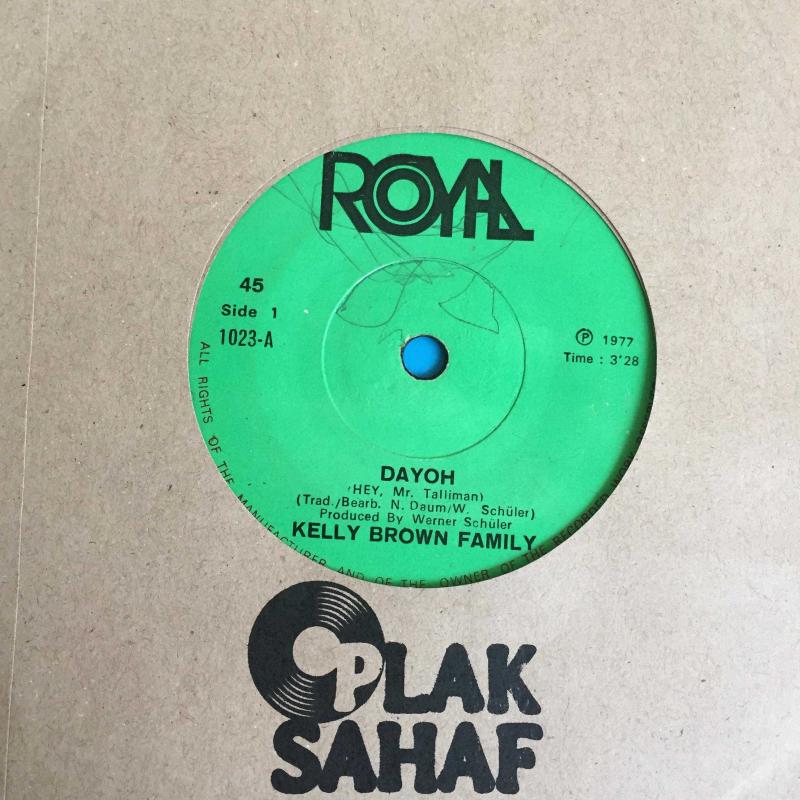 ROYAL
45
Side 1
1023-A
Ⓟ 1977
Time : 3'28
DAYOH
(HEY, Mr. Talliman)
(Trad./Bearb. N. Daum/W. Schüler)
Produced By Werner Schüler
KELLY BROWN FAMILY
ALL RIGHTS OF THE MANUFACTURER AND OF THE OWNER OF THE RECORDED WORK
PLAK
SAHAF